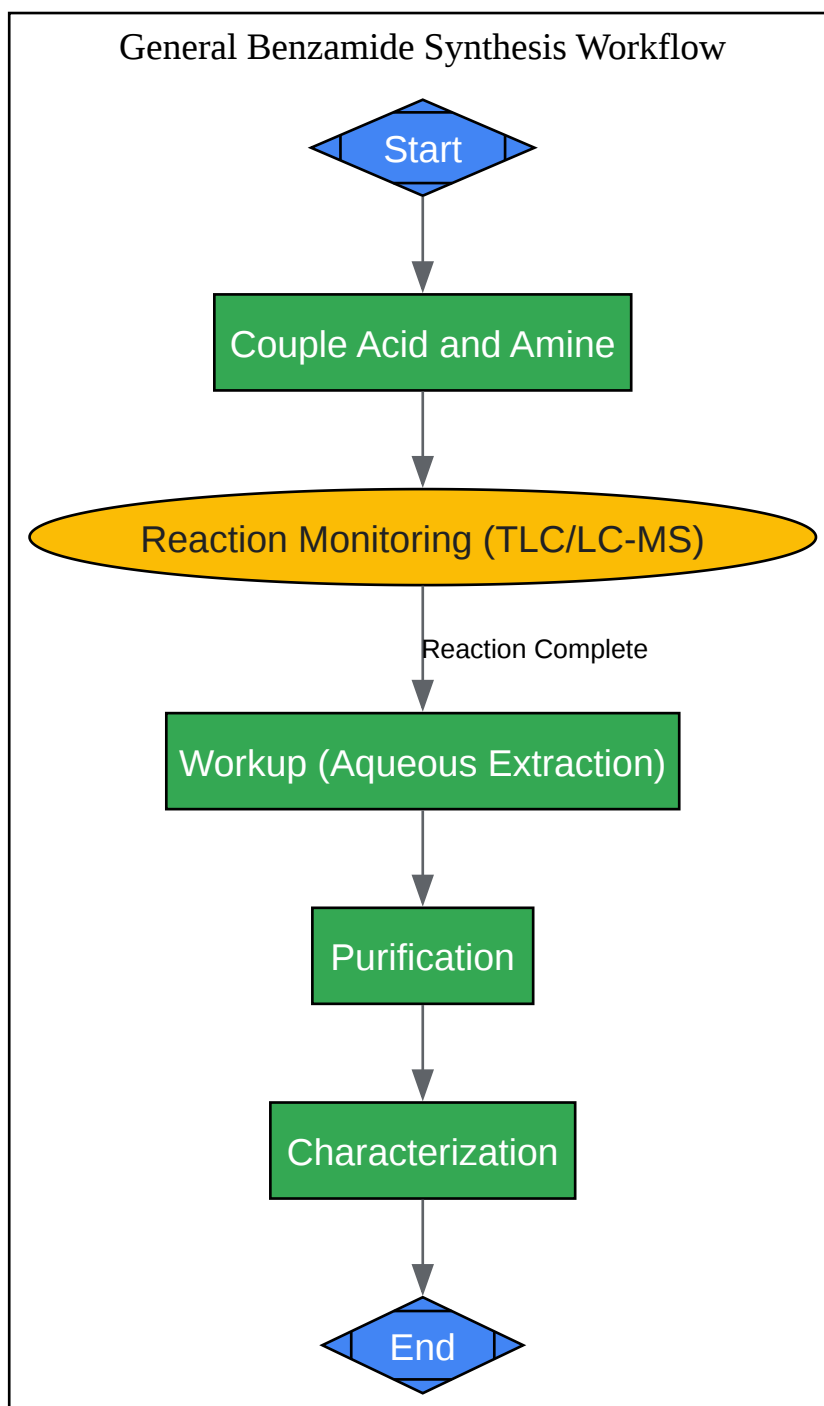 General Benzamide Synthesis Workflow
Start
Couple Acid and Amine
Reaction Monitoring (TLC/LC-MS)
Reaction Complete
Workup (Aqueous Extraction)
Purification
Characterization
End